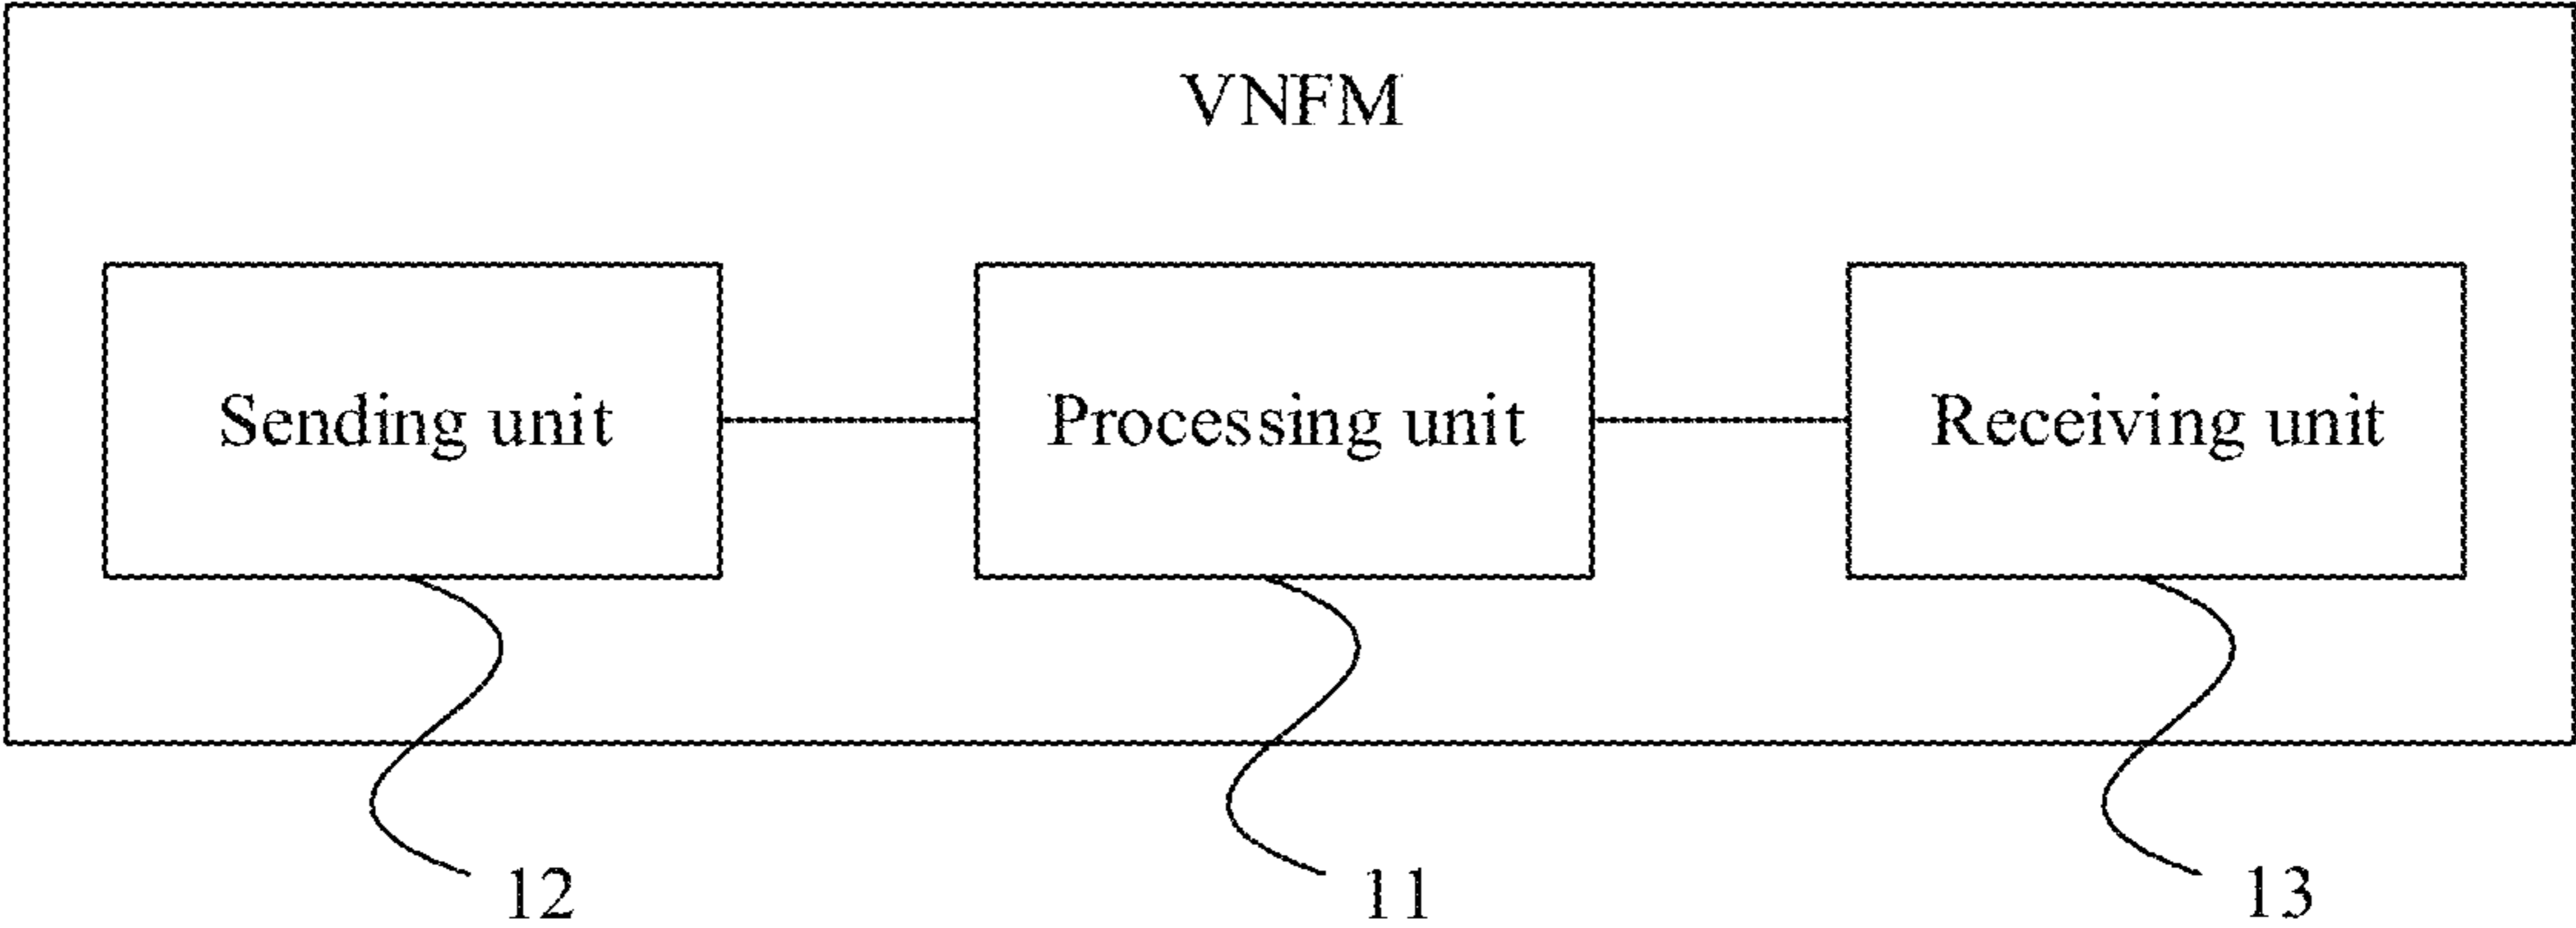 VNFM
Sending unit
Processing unit
Receiving unit
12
11
13